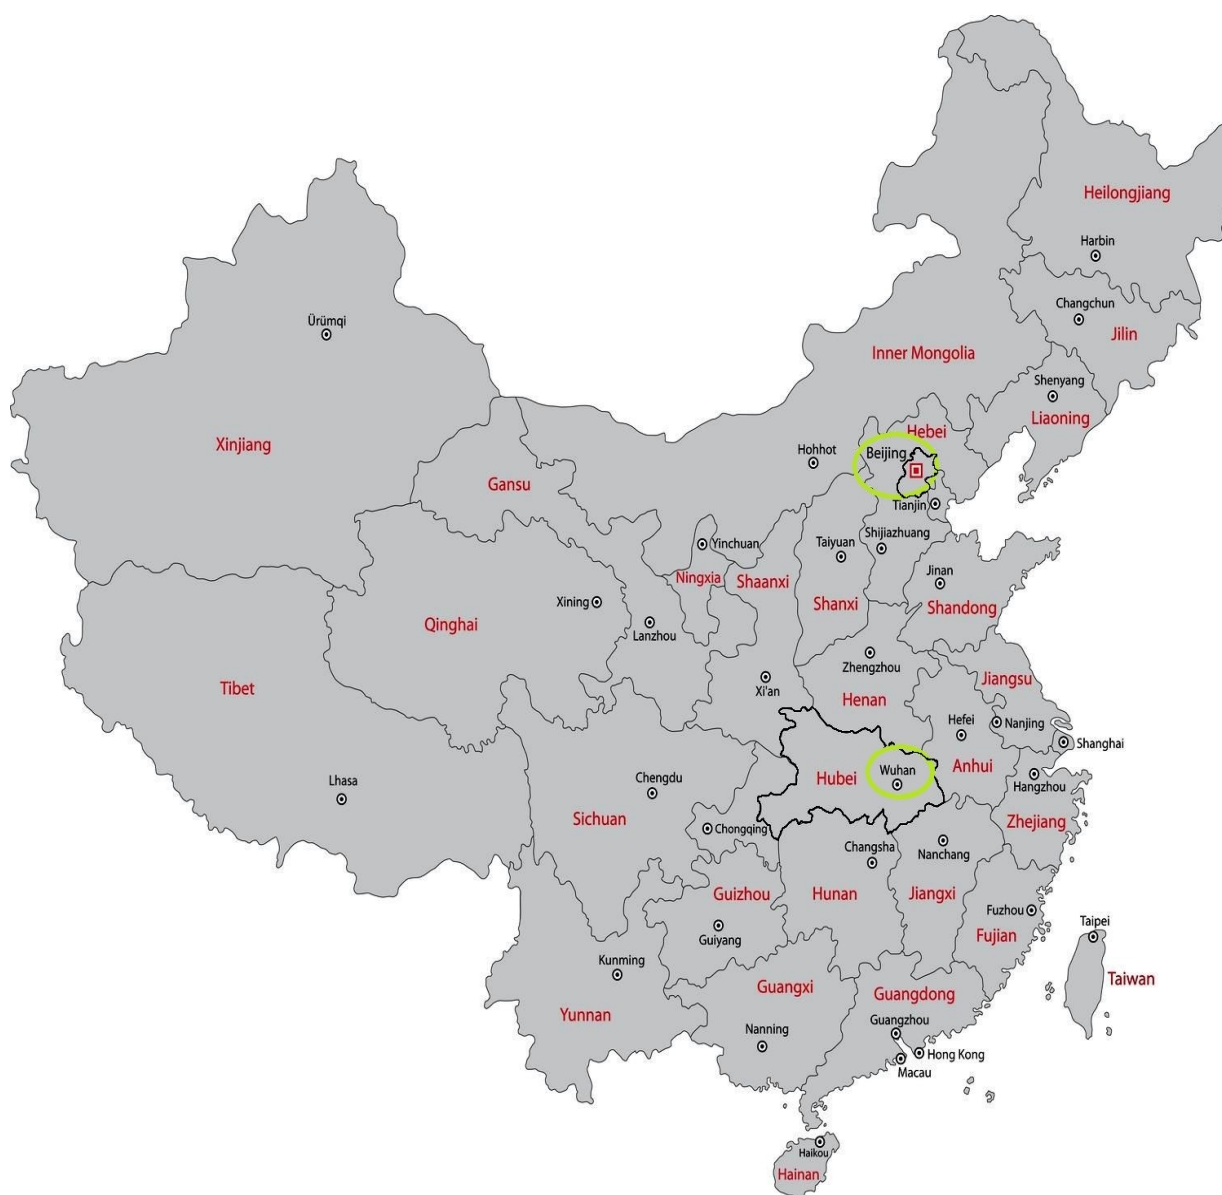 Heilongjiang
Harbin
Changchun
Jilin
Ürümqi
Inner Mongolia
Shenyang
Liaoning
Xinjiang
Hebei
Hohhot
Beijing
Gansu
Tianjin
Yinchuan
Taiyuan
Shijiazhuang
Jinan
Ningxia
Shaanxi
Shanxi
Shandong
Xining
Qinghai
Lanzhou
Zhengzhou
Xi'an
Jiangsu
Tibet
Henan
Hefei
Nanjing
Shanghai
Lhasa
Chengdu
Hubei
Wuhan
Anhui
Hangzhou
Sichuan
Chongqing
Zhejiang
Changsha
Nanchang
Guizhou
Hunan
Jiangxi
Fuzhou
Guiyang
Fujian
Taipei
Kunming
Taiwan
Guangxi
Guangdong
Yunnan
Nanning
Guangzhou
Hong Kong
Macau
Haikou
Hainan